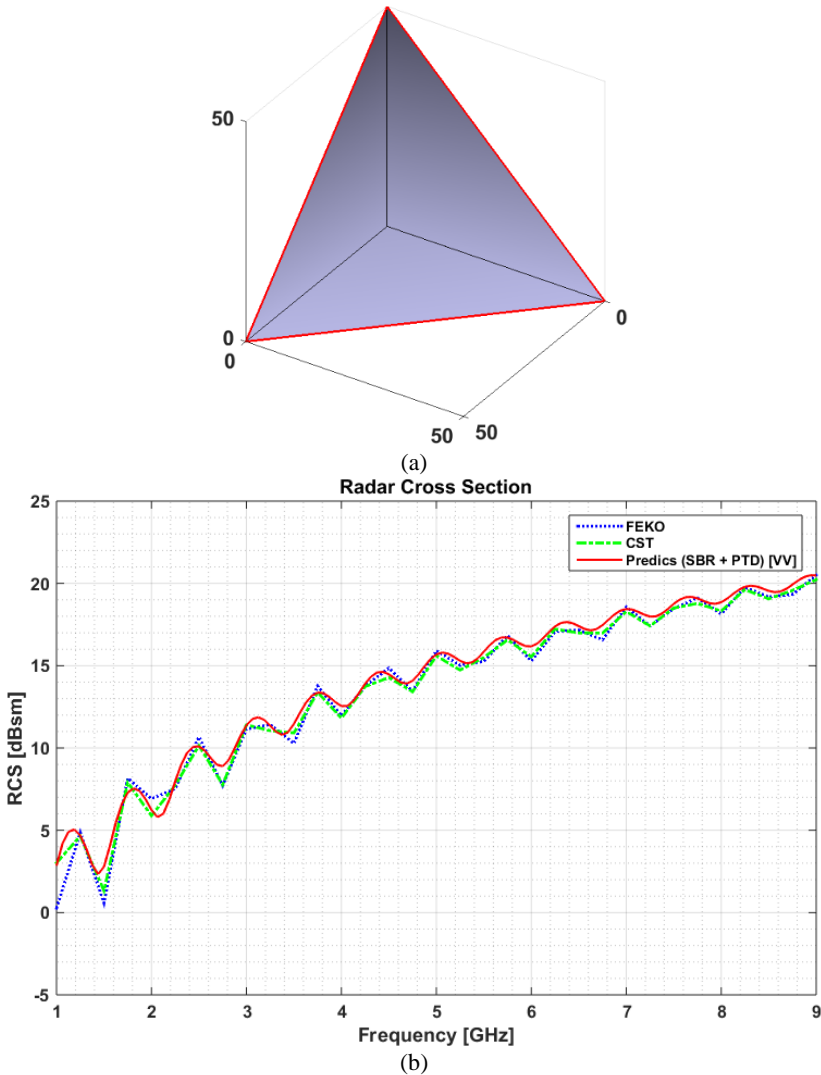 50
0
0
0
50
50
(a)
Radar Cross Section
25
20
15
10
5
0
-5
RCS [dBsm]
FEKO
CST
Predics (SBR + PTD) [VV]
1
2
3
4
5
6
7
8
9
Frequency [GHz]
(b)